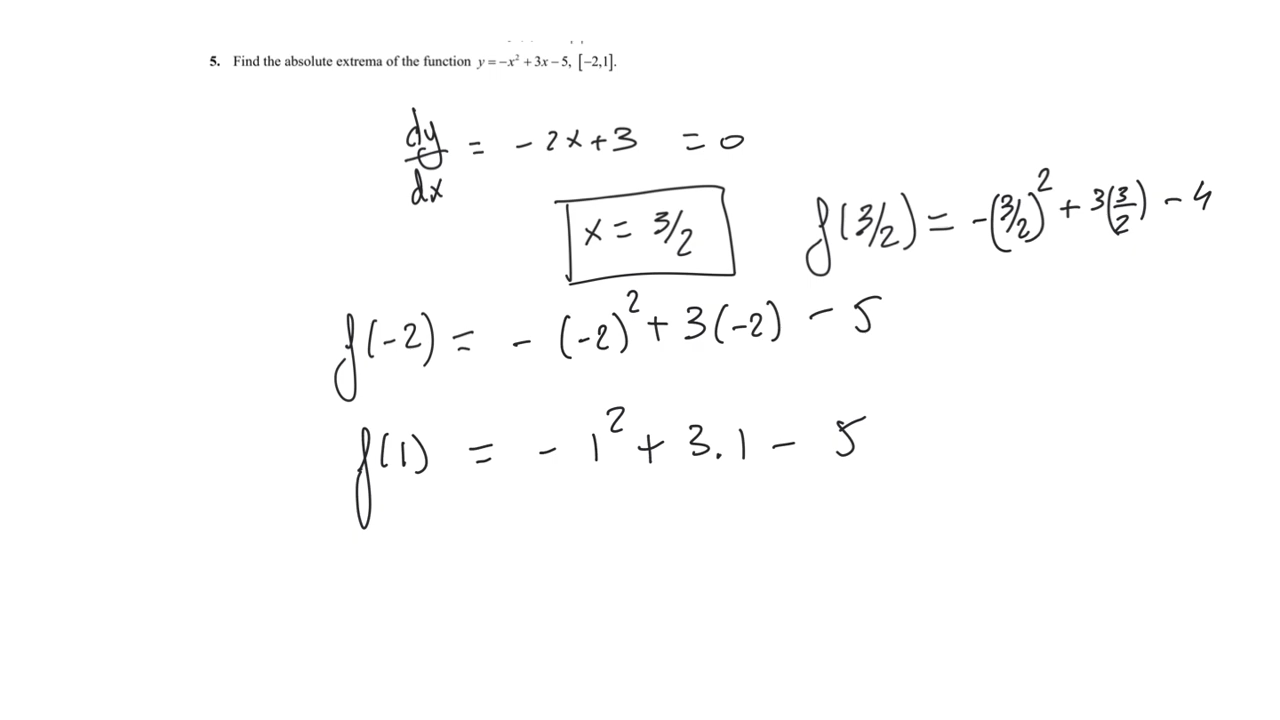 5. Find the absolute extrema of the function y = −x² + 3x − 5, [−2,1].
dy/dx = - 2x + 3 = 0
x = 3/2
f(3/2) = -(3/2)² + 3(3/2) - 4
f(-2) = - (-2)² + 3(-2) - 5
f(1) = - 1² + 3.1 - 5